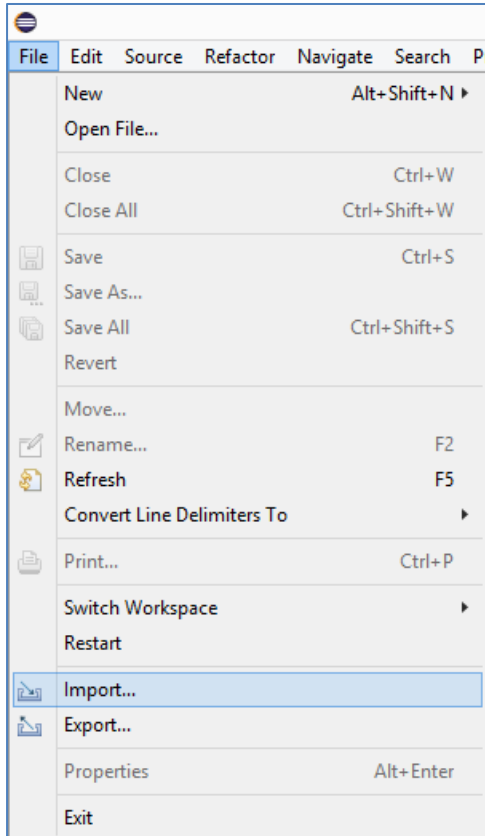 File Edit Source Refactor Navigate Search P
New Alt+Shift+N
Open File...
Close Ctrl+W
Close All Ctrl+Shift+W
Save Ctrl+S
Save As...
Save All Ctrl+Shift+S
Revert
Move...
Rename... F2
Refresh F5
Convert Line Delimiters To
Print... Ctrl+P
Switch Workspace
Restart
Import...
Export...
Properties Alt+Enter
Exit